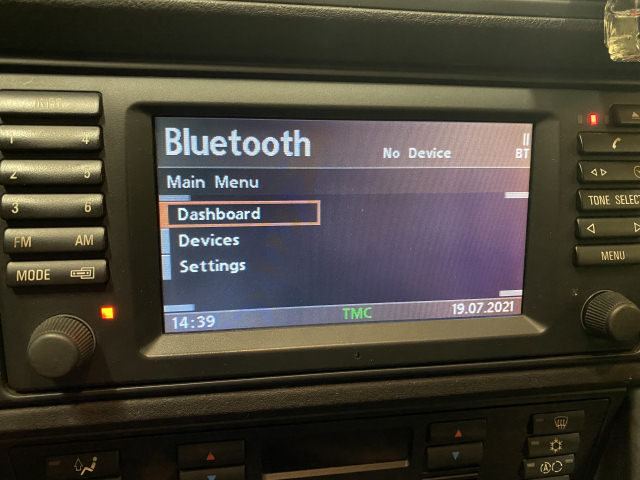 Bluetooth
No Device
BT
Main Menu
Dashboard
Devices
Settings
14:39
TMC
19.07.2021
1 4
2 5
3 6
FM AM
MODE
TONE SELECT
MENU